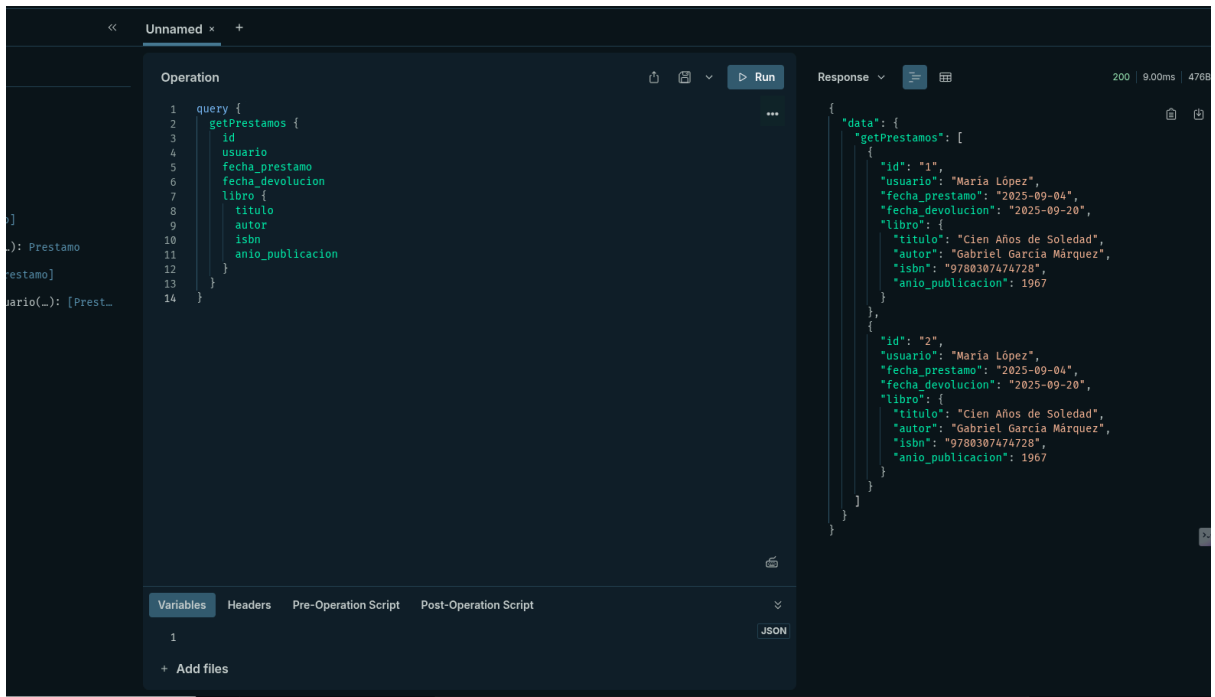 Unnamed × +
Operation
Run
1 query {
2 getPrestamos {
3 id
4 usuario
5 fecha_prestamo
6 fecha_devolucion
7 libro {
8 titulo
9 autor
10 isbn
11 anio_publicacion
12 }
13 }
14 }
o]
…): Prestamo
restamo]
uario(…): [Prest…
Variables Headers Pre-Operation Script Post-Operation Script
1
JSON
+ Add files
Response
200 9.00ms 476B
{
"data": {
"getPrestamos": [
{
"id": "1",
"usuario": "María López",
"fecha_prestamo": "2025-09-04",
"fecha_devolucion": "2025-09-20",
"libro": {
"titulo": "Cien Años de Soledad",
"autor": "Gabriel García Márquez",
"isbn": "9780307474728",
"anio_publicacion": 1967
}
},
{
"id": "2",
"usuario": "María López",
"fecha_prestamo": "2025-09-04",
"fecha_devolucion": "2025-09-20",
"libro": {
"titulo": "Cien Años de Soledad",
"autor": "Gabriel García Márquez",
"isbn": "9780307474728",
"anio_publicacion": 1967
}
}
]
}
}